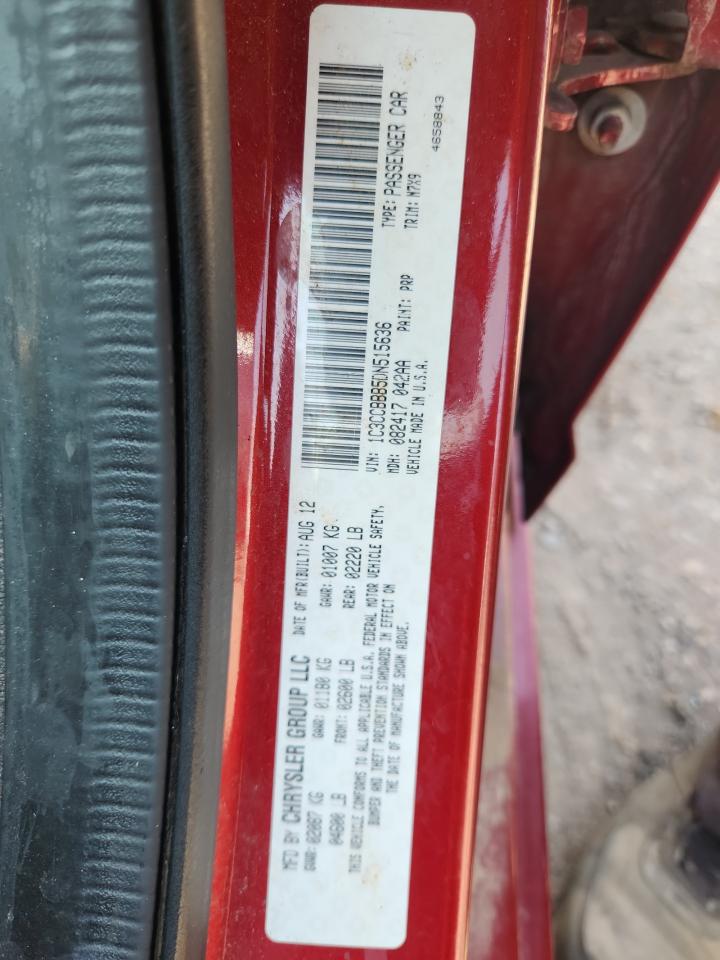 MFD BY CHRYSLER GROUP LLC DATE OF MFR(BUILT): AUG 12
GVWR: 02087 KG GAWR: 01180 KG GAWR: 01007 KG
04600 LB FRONT: 02600 LB REAR: 02220 LB
THIS VEHICLE CONFORMS TO ALL APPLICABLE U.S.A. FEDERAL MOTOR VEHICLE SAFETY,
BUMPER AND THEFT PREVENTION STANDARDS IN EFFECT ON
THE DATE OF MANUFACTURE SHOWN ABOVE.
VIN: 1C3CCBBB5DN515636 TYPE: PASSENGER CAR
MDH: 082417 042AA PAINT: PRP TRIM: M7X9
VEHICLE MADE IN U.S.A.
4658843